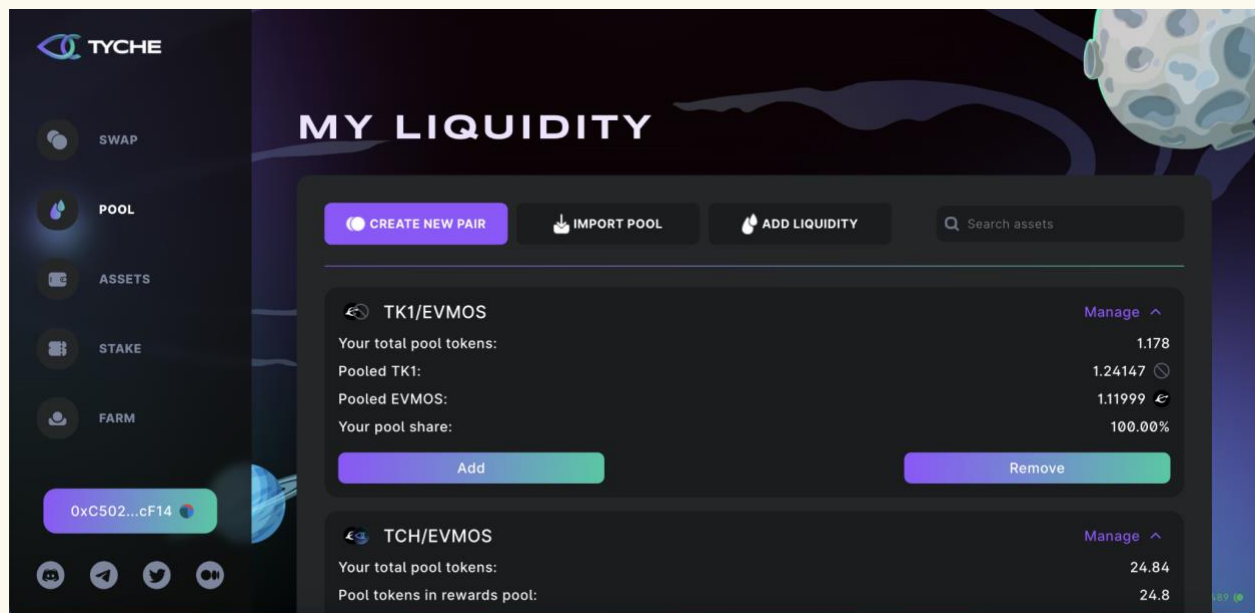 TYCHE
SWAP
POOL
ASSETS
STAKE
FARM
0xC502...cF14
MY LIQUIDITY
CREATE NEW PAIR IMPORT POOL ADD LIQUIDITY Search assets
TK1/EVMOS Manage
Your total pool tokens: 1.178
Pooled TK1: 1.24147
Pooled EVMOS: 1.11999
Your pool share: 100.00%
Add Remove
TCH/EVMOS Manage
Your total pool tokens: 24.84
Pool tokens in rewards pool: 24.8